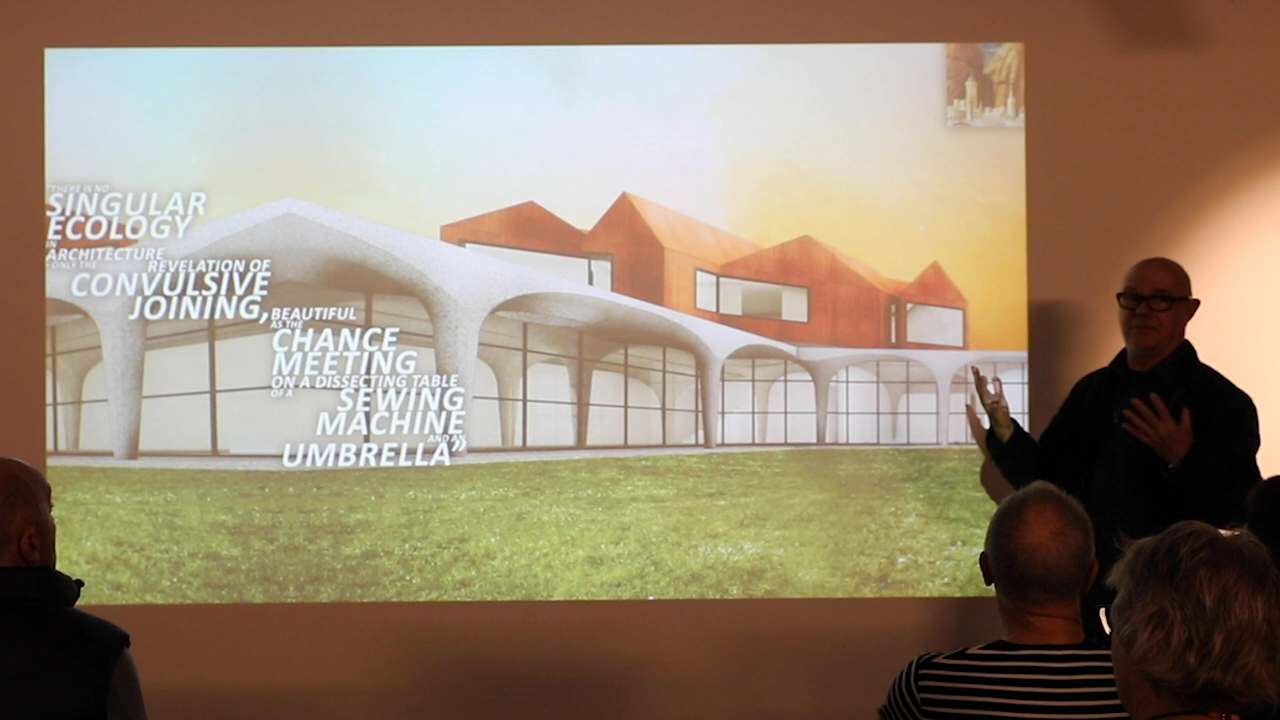 "THERE IS NO
SINGULAR
ECOLOGY
IN
ARCHITECTURE
- ONLY THE REVELATION OF
CONVULSIVE
JOINING,
BEAUTIFUL
AS THE
CHANCE
MEETING
ON A DISSECTING TABLE
OF A SEWING
MACHINE
AND AN
UMBRELLA"